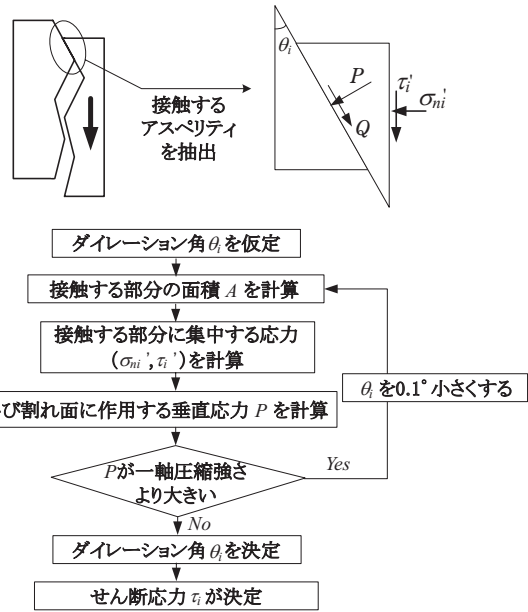 θi
P
Q
τi'
σni'
接触する
アスペリティ
を抽出
ダイレーション角θiを仮定
接触する部分の面積 A を計算
接触する部分に集中する応力
(σni', τi')を計算
び割れ面に作用する垂直応力 P を計算
θiを0.1°小さくする
Pが一軸圧縮強さ
より大きい
Yes
No
ダイレーション角θiを決定
せん断応力 τi が決定